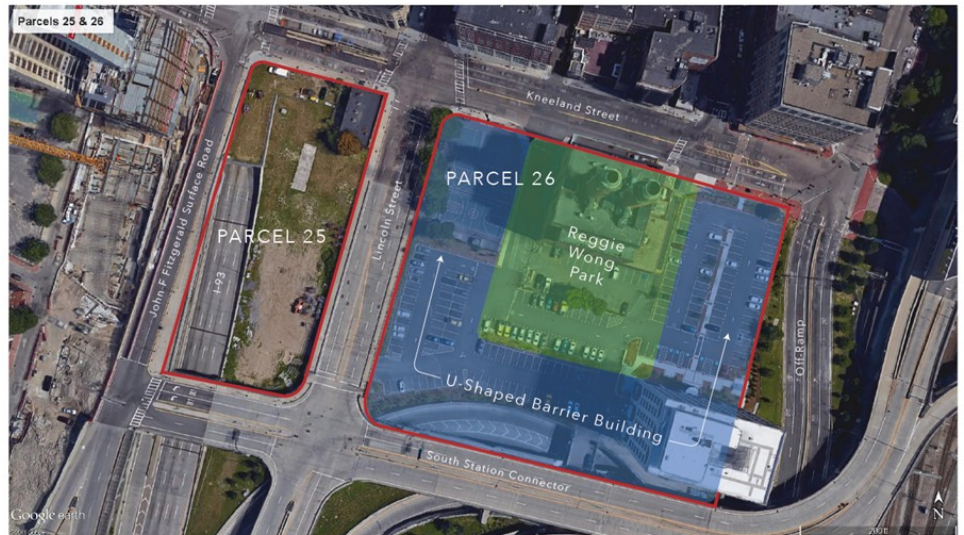 Parcels 25 & 26
Kneeland Street
John F Fitzgerald Surface Road
PARCEL 25
I-93
Lincoln Street
PARCEL 26
Reggie
Wong
Park
U-Shaped Barrier Building
Off-Ramp
South Station Connector
Google earth
N